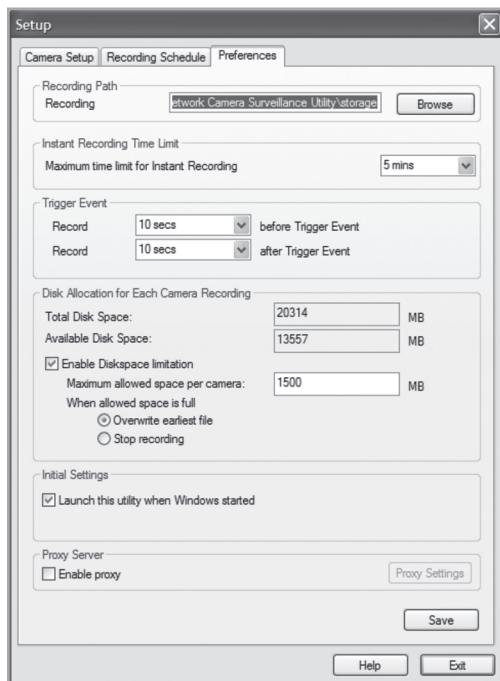 Setup
Camera Setup Recording Schedule Preferences
Recording Path
Recording etwork Camera Surveillance Utility\storage Browse
Instant Recording Time Limit
Maximum time limit for Instant Recording 5 mins
Trigger Event
Record 10 secs before Trigger Event
Record 10 secs after Trigger Event
Disk Allocation for Each Camera Recording
Total Disk Space: 20314 MB
Available Disk Space: 13557 MB
Enable Diskspace limitation
Maximum allowed space per camera: 1500 MB
When allowed space is full
Overwrite earliest file
Stop recording
Initial Settings
Launch this utility when Windows started
Proxy Server
Enable proxy Proxy Settings
Save
Help Exit